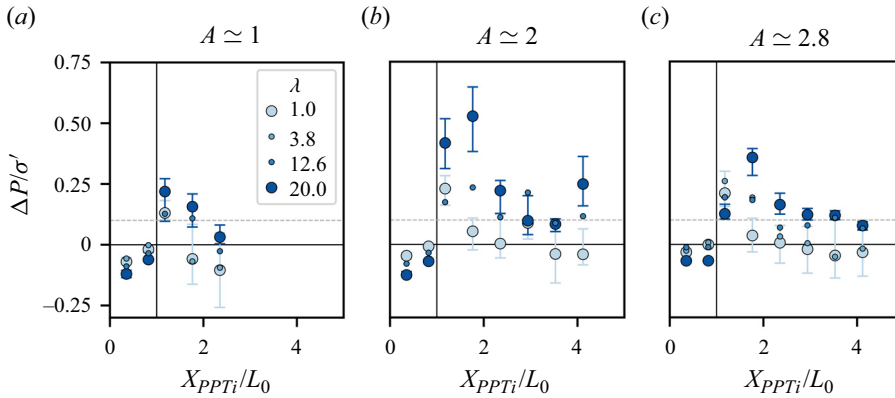 (a)
(b)
(c)
A ≃ 1
A ≃ 2
A ≃ 2.8
0.75
0.50
0.25
0
−0.25
ΔP/σ′
λ
1.0
3.8
12.6
20.0
0 2 4
0 2 4
0 2 4
X_PPTi/L_0
X_PPTi/L_0
X_PPTi/L_0